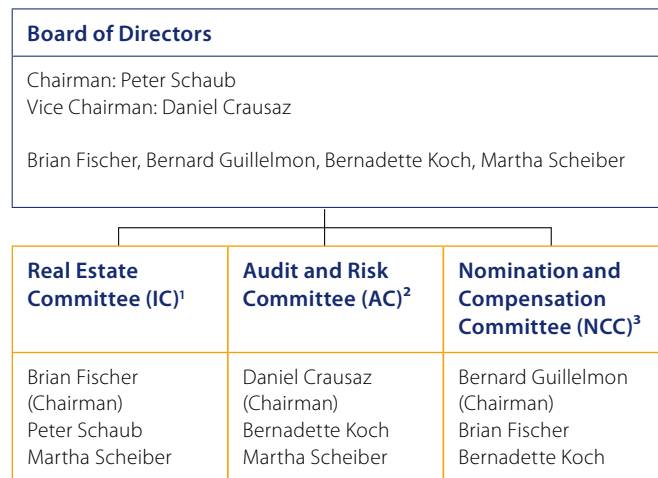 Board of Directors
Chairman: Peter Schaub
Vice Chairman: Daniel Crausaz
Brian Fischer, Bernard Guillelmon, Bernadette Koch, Martha Scheiber
Real Estate
Committee (IC)¹
Audit and Risk
Committee (AC)²
Nomination and
Compensation
Committee (NCC)³
Brian Fischer
(Chairman)
Peter Schaub
Martha Scheiber
Daniel Crausaz
(Chairman)
Bernadette Koch
Martha Scheiber
Bernard Guillelmon
(Chairman)
Brian Fischer
Bernadette Koch